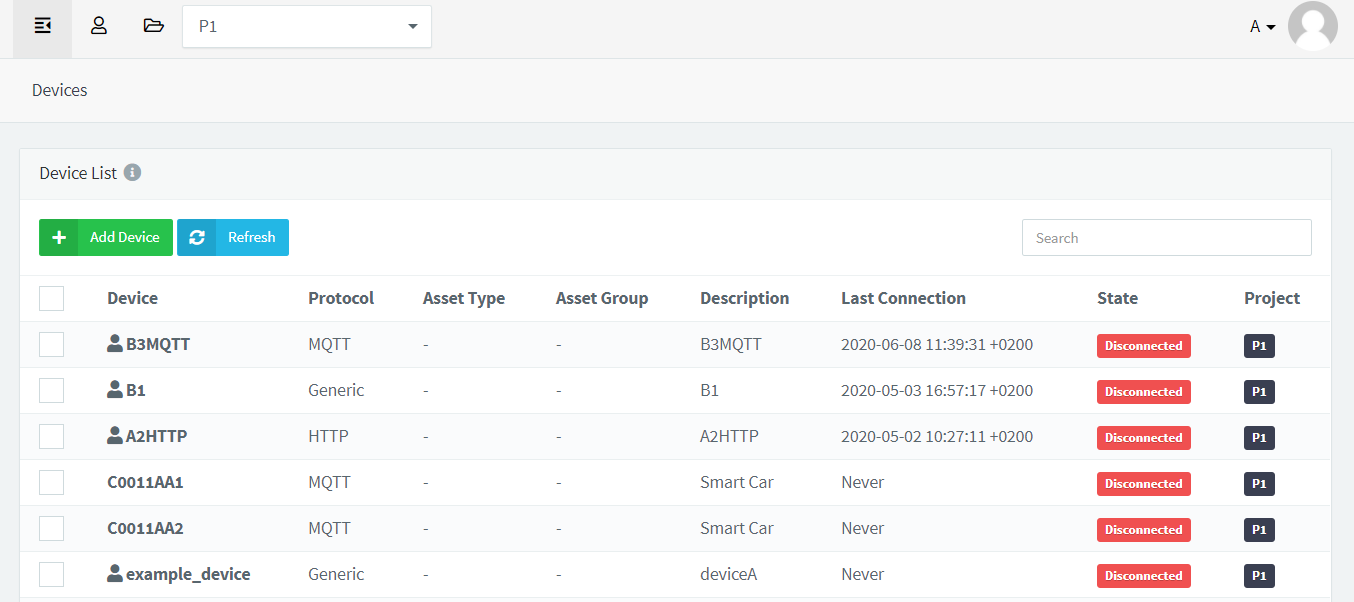 P1
A
Devices
Device List
Add Device Refresh Search
Device Protocol Asset Type Asset Group Description Last Connection State Project
B3MQTT MQTT - - B3MQTT 2020-06-08 11:39:31 +0200 Disconnected P1
B1 Generic - - B1 2020-05-03 16:57:17 +0200 Disconnected P1
A2HTTP HTTP - - A2HTTP 2020-05-02 10:27:11 +0200 Disconnected P1
C0011AA1 MQTT - - Smart Car Never Disconnected P1
C0011AA2 MQTT - - Smart Car Never Disconnected P1
example_device Generic - - deviceA Never Disconnected P1